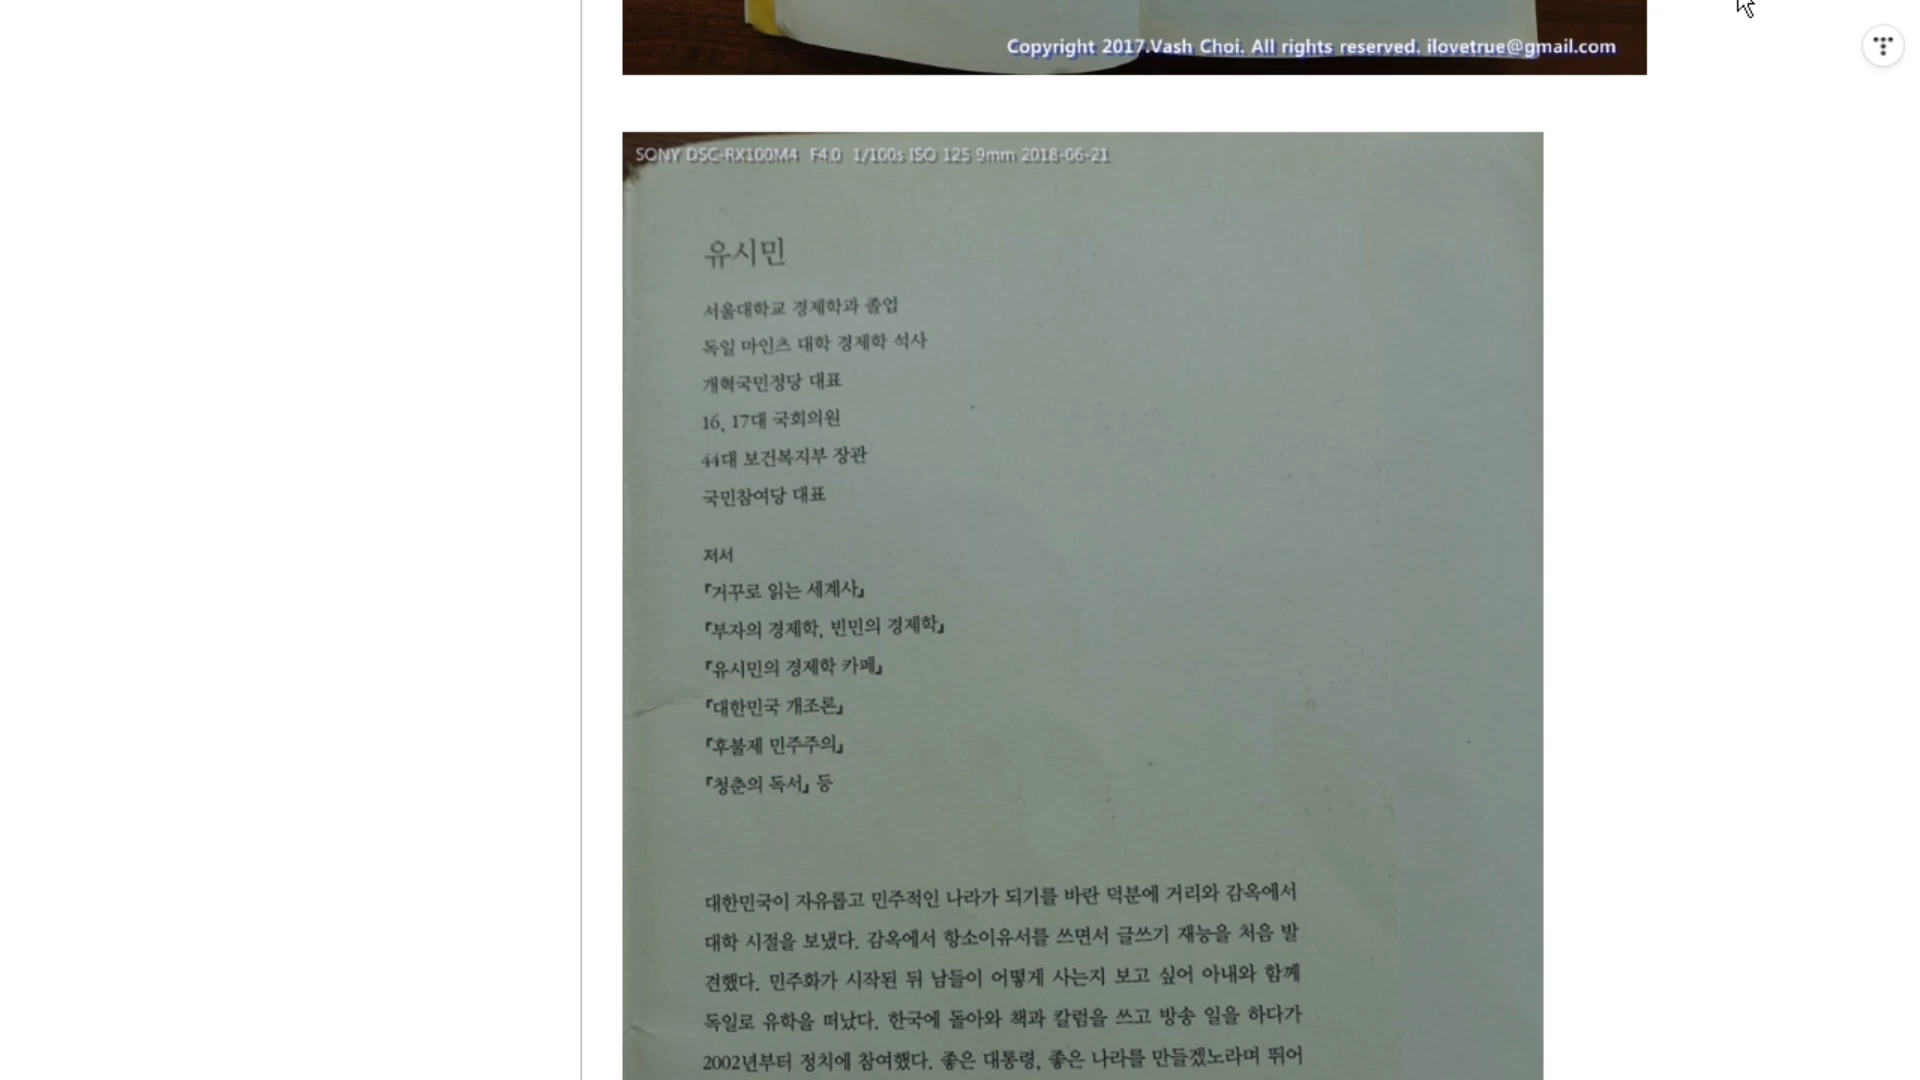 Copyright 2017.Vash Choi. All rights reserved. ilovetrue@gmail.com
SONY DSC-RX100M4 F4.0 1/100s ISO 125 9mm 2018-06-21
유시민
서울대학교 경제학과 졸업
독일 마인츠 대학 경제학 석사
개혁국민정당 대표
16, 17대 국회의원
44대 보건복지부 장관
국민참여당 대표
저서
『거꾸로 읽는 세계사』
『부자의 경제학, 빈민의 경제학』
『유시민의 경제학 카페』
『대한민국 개조론』
『후불제 민주주의』
『청춘의 독서』 등
대한민국이 자유롭고 민주적인 나라가 되기를 바란 덕분에 거리와 감옥에서
대학 시절을 보냈다. 감옥에서 항소이유서를 쓰면서 글쓰기 재능을 처음 발
견했다. 민주화가 시작된 뒤 남들이 어떻게 사는지 보고 싶어 아내와 함께
독일로 유학을 떠났다. 한국에 돌아와 책과 칼럼을 쓰고 방송 일을 하다가
2002년부터 정치에 참여했다. 좋은 대통령, 좋은 나라를 만들겠노라며 뛰어